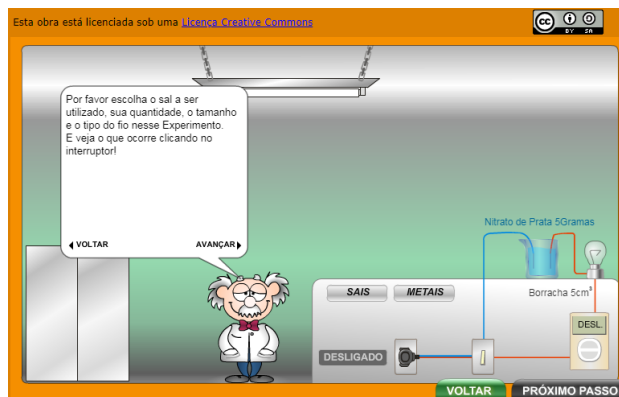 Esta obra está licenciada sob uma Licença Creative Commons
cc
BY SA
Por favor escolha o sal a ser
utilizado, sua quantidade, o tamanho
e o tipo do fio nesse Experimento.
E veja o que ocorre clicando no
interruptor!
VOLTAR AVANÇAR
Nitrato de Prata 5Gramas
SAIS METAIS
Borracha 5cm³
DESL.
DESLIGADO
VOLTAR PRÓXIMO PASSO